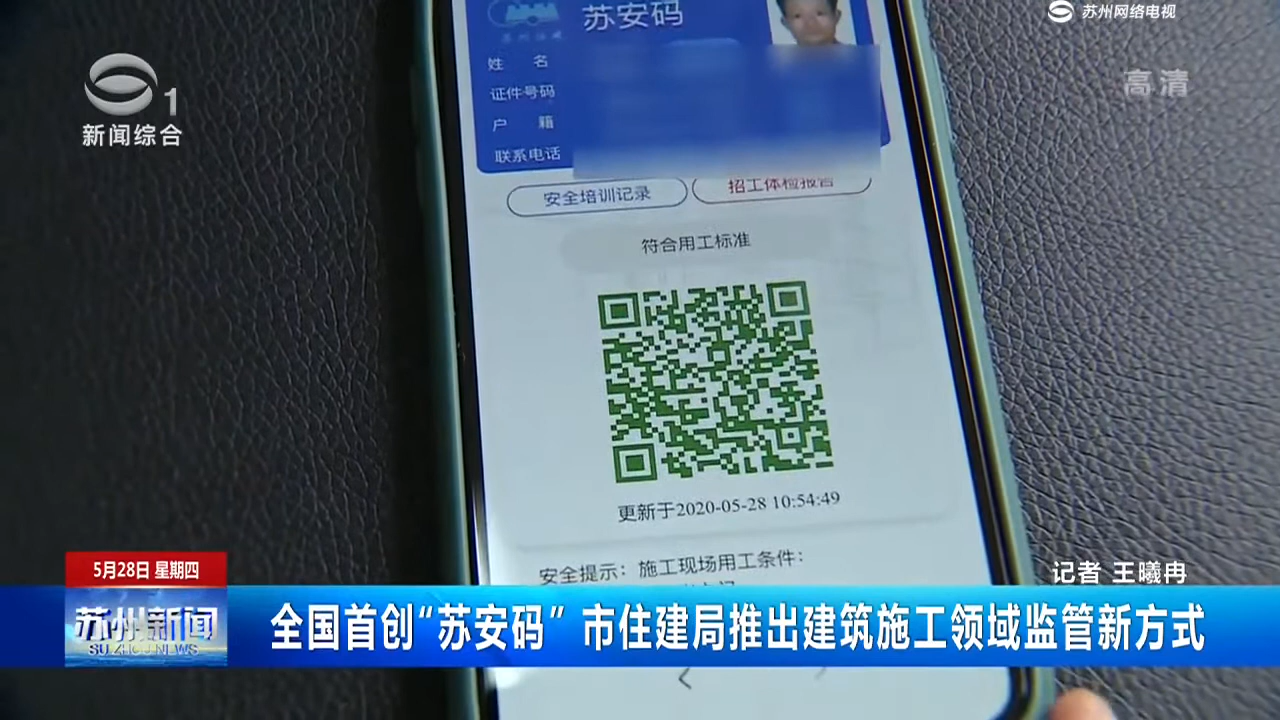 苏州网络电视
苏安码
高清
1
新闻综合
姓 名
证件号码
户 籍
联系电话
安全培训记录
招工体检报告
符合用工标准
更新于2020-05-28 10:54:49
安全提示：施工现场用工条件：
记者 王曦冉
5月28日 星期四
苏州新闻
SU ZHOU NEWS
全国首创“苏安码” 市住建局推出建筑施工领域监管新方式